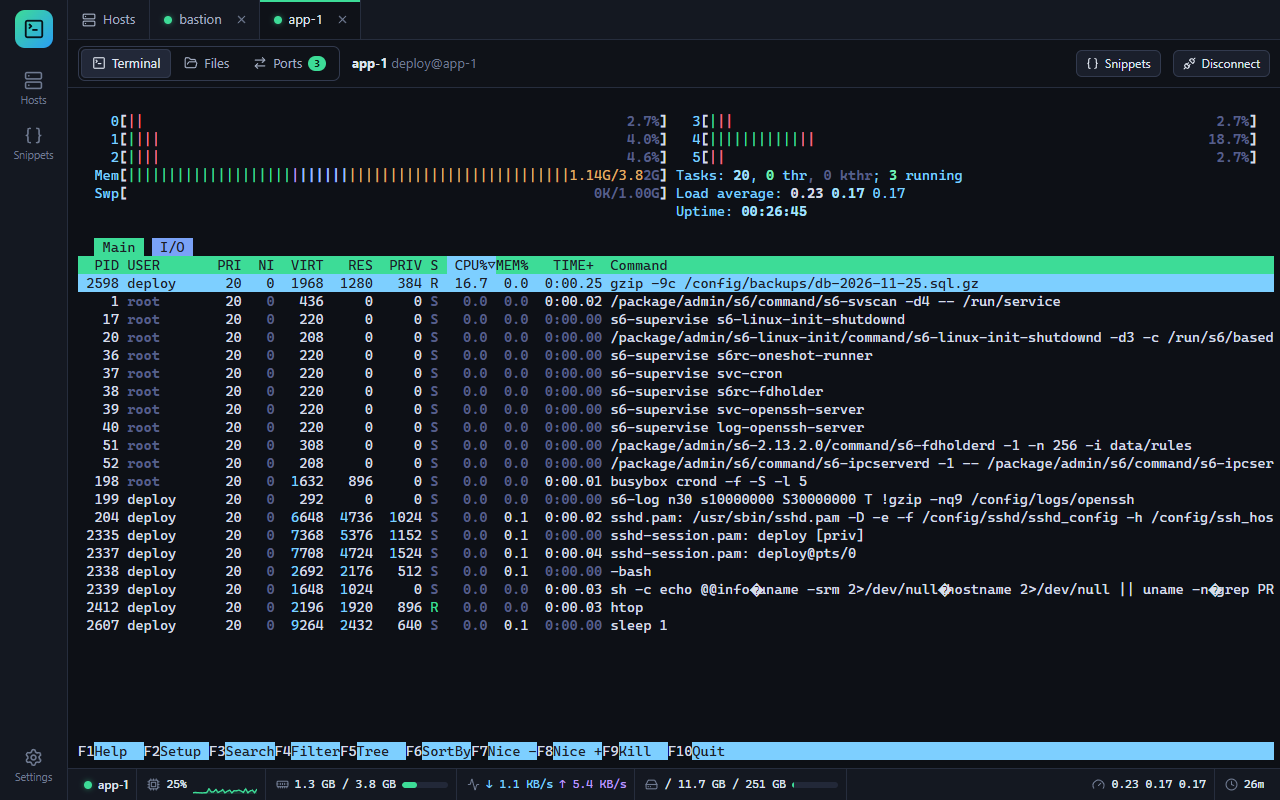 Hosts bastion × app-1 ×
Terminal Files Ports 3 app-1 deploy@app-1 Snippets Disconnect
Hosts
Snippets
0[|| 2.7%] 3[||| 2.7%]
1[|||| 4.0%] 4[||||||||||||| 18.7%]
2[|||| 4.6%] 5[|| 2.7%]
Mem[||||||||||||||||||||||||||||||||||||||||||||||||||||||1.14G/3.82G] Tasks: 20, 0 thr, 0 kthr; 3 running
Swp[ 0K/1.00G] Load average: 0.23 0.17 0.17
Uptime: 00:26:45
Main I/O
PID USER PRI NI VIRT RES PRIV S CPU%▽MEM% TIME+ Command
2598 deploy 20 0 1968 1280 384 R 16.7 0.0 0:00.25 gzip -9c /config/backups/db-2026-11-25.sql.gz
1 root 20 0 436 0 0 S 0.0 0.0 0:00.02 /package/admin/s6/command/s6-svscan -d4 -- /run/service
17 root 20 0 220 0 0 S 0.0 0.0 0:00.00 s6-supervise s6-linux-init-shutdownd
20 root 20 0 208 0 0 S 0.0 0.0 0:00.00 /package/admin/s6-linux-init/command/s6-linux-init-shutdownd -d3 -c /run/s6/based
36 root 20 0 220 0 0 S 0.0 0.0 0:00.00 s6-supervise s6rc-oneshot-runner
37 root 20 0 220 0 0 S 0.0 0.0 0:00.00 s6-supervise svc-cron
38 root 20 0 220 0 0 S 0.0 0.0 0:00.00 s6-supervise s6rc-fdholder
39 root 20 0 220 0 0 S 0.0 0.0 0:00.00 s6-supervise svc-openssh-server
40 root 20 0 220 0 0 S 0.0 0.0 0:00.00 s6-supervise log-openssh-server
51 root 20 0 308 0 0 S 0.0 0.0 0:00.00 /package/admin/s6-2.13.2.0/command/s6-fdholderd -1 -n 256 -i data/rules
52 root 20 0 208 0 0 S 0.0 0.0 0:00.00 /package/admin/s6/command/s6-ipcserverd -1 -- /package/admin/s6/command/s6-ipcser
198 root 20 0 1632 896 0 S 0.0 0.0 0:00.01 busybox crond -f -S -l 5
199 deploy 20 0 292 0 0 S 0.0 0.0 0:00.00 s6-log n30 s10000000 S30000000 T !gzip -nq9 /config/logs/openssh
204 deploy 20 0 6648 4736 1024 S 0.0 0.1 0:00.02 sshd.pam: /usr/sbin/sshd.pam -D -e -f /config/sshd/sshd_config -h /config/ssh_hos
2335 deploy 20 0 7368 5376 1152 S 0.0 0.1 0:00.00 sshd-session.pam: deploy [priv]
2337 deploy 20 0 7708 4724 1524 S 0.0 0.1 0:00.04 sshd-session.pam: deploy@pts/0
2338 deploy 20 0 2692 2176 512 S 0.0 0.1 0:00.00 -bash
2339 deploy 20 0 1648 1024 0 S 0.0 0.0 0:00.03 sh -c echo @@info�uname -srm 2>/dev/null�hostname 2>/dev/null || uname -n�grep PR
2412 deploy 20 0 2196 1920 896 R 0.0 0.0 0:00.03 htop
2607 deploy 20 0 9264 2432 640 S 0.0 0.1 0:00.00 sleep 1
F1Help F2Setup F3SearchF4FilterF5Tree F6SortByF7Nice -F8Nice +F9Kill F10Quit
Settings
app-1 25% 1.3 GB / 3.8 GB ↓ 1.1 KB/s ↑ 5.4 KB/s / 11.7 GB / 251 GB 0.23 0.17 0.17 26m